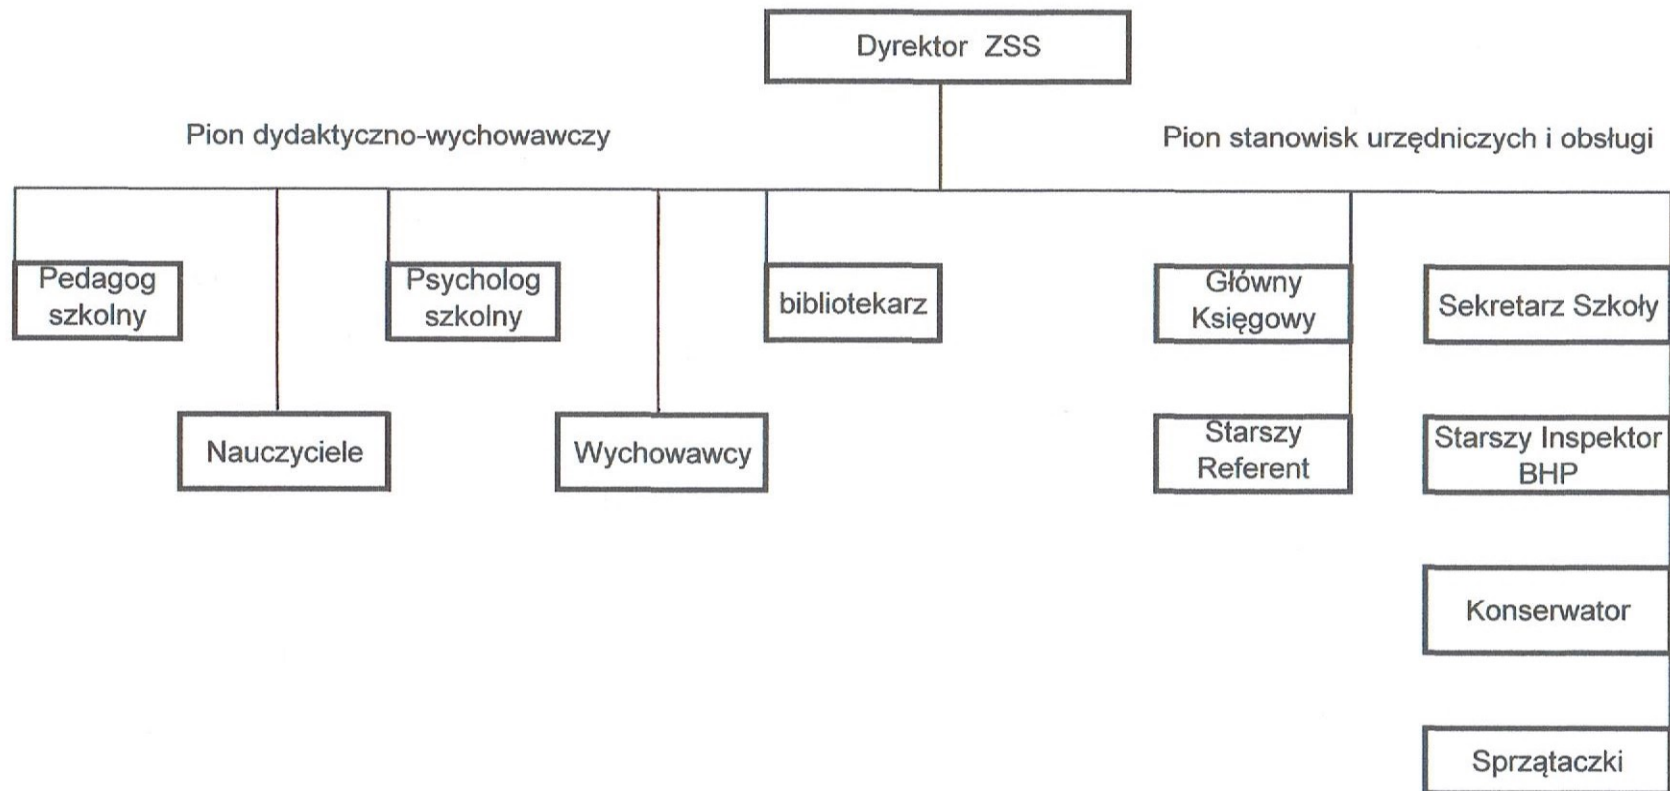 Dyrektor ZSS
Pion dydaktyczno-wychowawczy
Pion stanowisk urzędniczych i obsługi
Pedagog
szkolny
Psycholog
szkolny
bibliotekarz
Główny
Księgowy
Sekretarz Szkoły
Nauczyciele
Wychowawcy
Starszy
Referent
Starszy Inspektor
BHP
Konserwator
Sprzątaczki